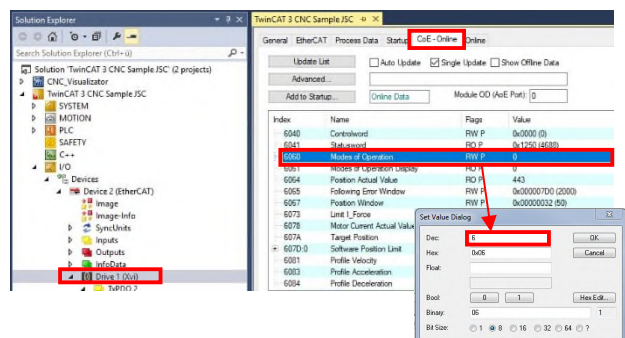 Solution Explorer
Search Solution Explorer (Ctrl+ü)
Solution 'TwinCAT 3 CNC Sample JSC' (2 projects)
CNC_Visualizator
TwinCAT 3 CNC Sample JSC
SYSTEM
MOTION
PLC
SAFETY
C++
I/O
Devices
Device 2 (EtherCAT)
Image
Image-Info
SyncUnits
Inputs
Outputs
InfoData
Drive 1 (Xvi)
TxPDO 2
TwinCAT 3 CNC Sample JSC
General EtherCAT Process Data Startup CoE - Online Online
Update List Auto Update Single Update Show Offline Data
Advanced...
Add to Startup... Online Data Module OD (AoE Port): 0
Index Name Flags Value
6040 Controlword RW P 0x0000 (0)
6041 Statusword RO P 0x1250 (4688)
6060 Modes of Operation RW P 0
6061 Modes of Operation Display RO P 0
6064 Position Actual Value RO P 443
6065 Following Error Window RW P 0x000007D0 (2000)
6067 Position Window RW P 0x00000032 (50)
6073 Limit I_Force
6078 Motor Current Actual Value
607A Target Position
607D:0 Software Position Limit
6081 Profile Velocity
6083 Profile Acceleration
6084 Profile Deceleration
Set Value Dialog
Dec: 6 OK
Hex: 0x06 Cancel
Float:
Bool: 0 1 Hex Edit...
Binary: 06 1
Bit Size: 1 8 16 32 64 ?